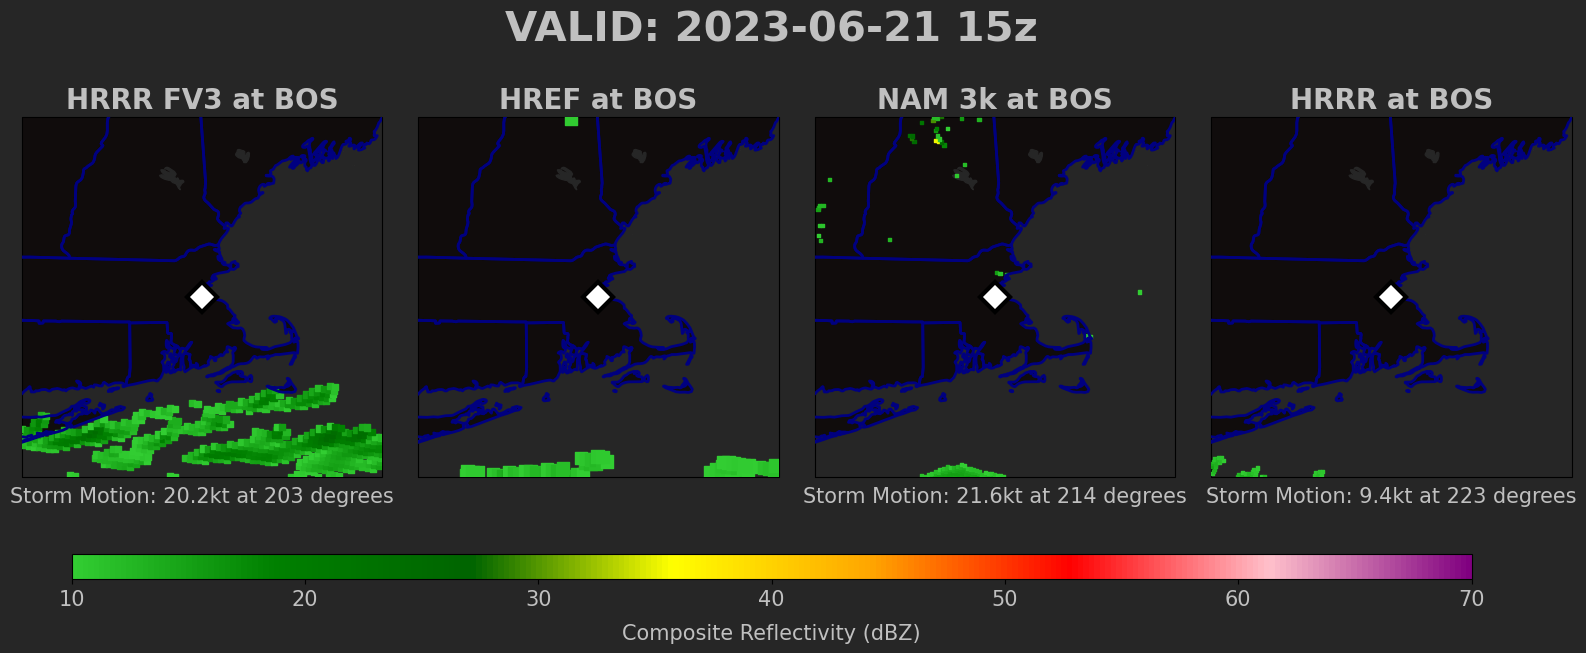 VALID: 2023-06-21 15z
HRRR FV3 at BOS
HREF at BOS
NAM 3k at BOS
HRRR at BOS
Storm Motion: 20.2kt at 203 degrees
Storm Motion: 21.6kt at 214 degrees
Storm Motion: 9.4kt at 223 degrees
10 20 30 40 50 60 70
Composite Reflectivity (dBZ)